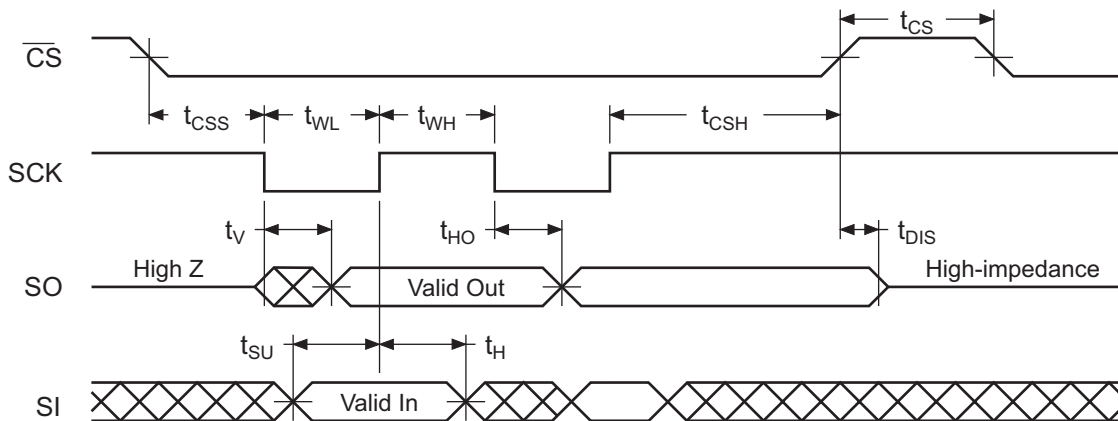 t_CS
C̅S̅
t_CSS t_WL t_WH t_CSH
SCK
t_V t_HO t_DIS
High Z High-impedance
SO Valid Out
t_SU t_H
SI Valid In